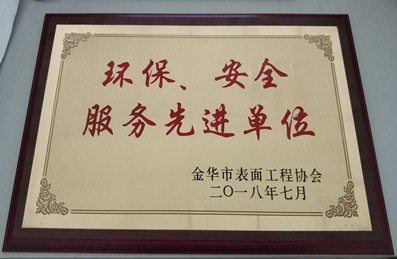 环保、安全
服务先进单位
金华市表面工程协会
二〇一八年七月